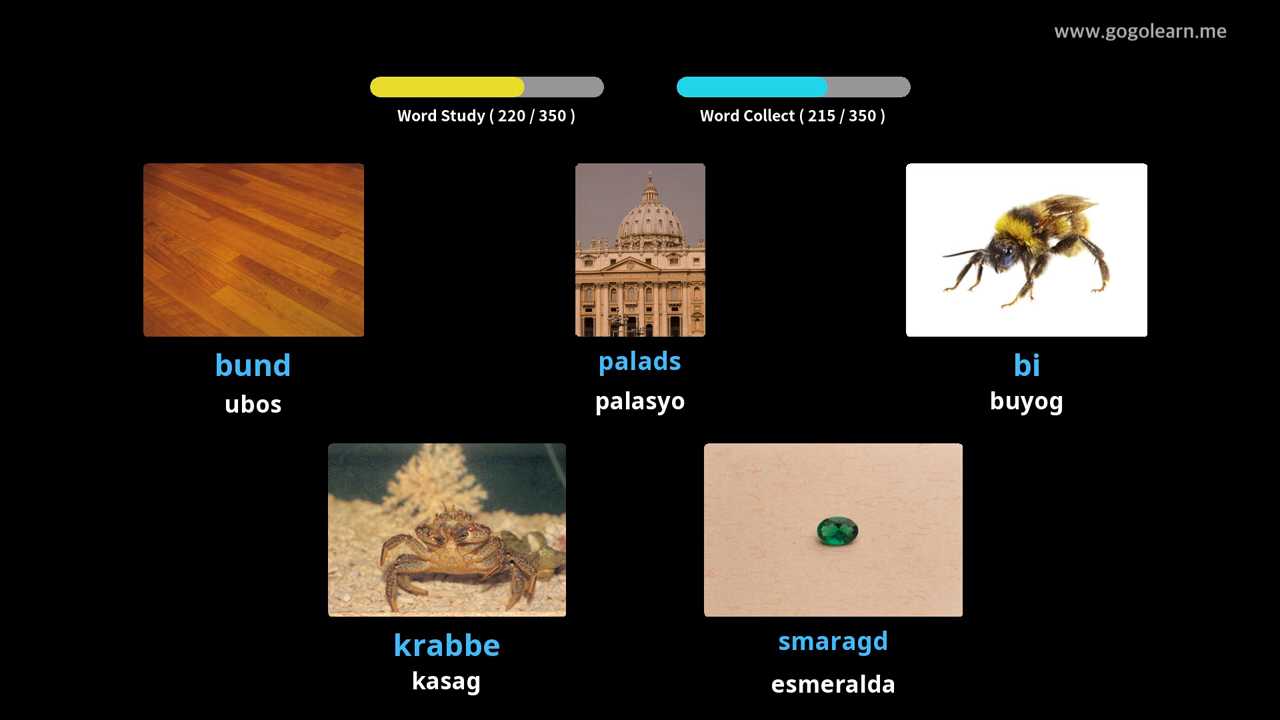 www.gogolearn.me
Word Study ( 220 / 350 )
Word Collect ( 215 / 350 )
bund
ubos
palads
palasyo
bi
buyog
krabbe
kasag
smaragd
esmeralda